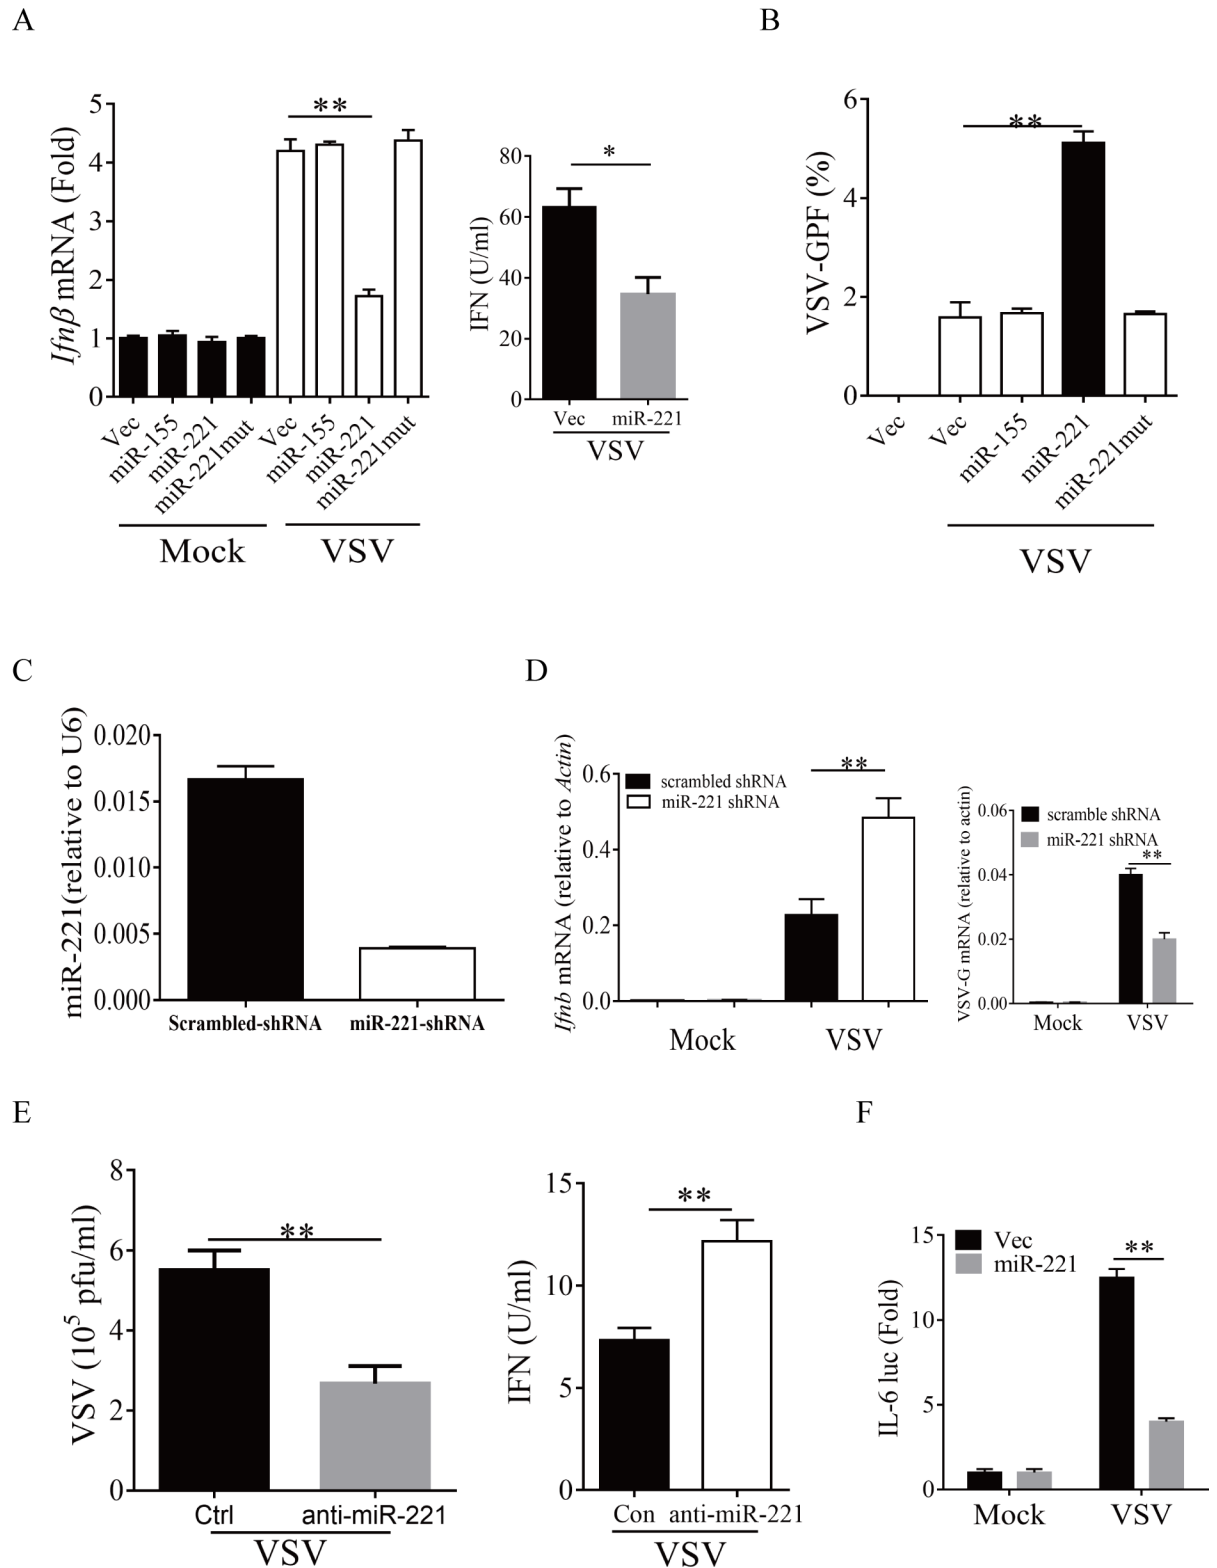 A
B
5
4
3
2
1
0
Ifnβ mRNA (Fold)
**
Vec
miR-155
miR-221
miR-221mut
Vec
miR-155
miR-221
miR-221mut
Mock
VSV
80
60
40
20
0
IFN (U/ml)
*
Vec
miR-221
VSV
6
4
2
0
VSV-GPF (%)
**
Vec
Vec
miR-155
miR-221
miR-221mut
VSV
C
D
0.020
0.015
0.010
0.005
0.000
miR-221(relative to U6)
Scrambled-shRNA
miR-221-shRNA
0.6
0.4
0.2
0.0
Ifnb mRNA (relative to Actin)
scrambled shRNA
miR-221 shRNA
**
Mock
VSV
0.06
0.04
0.02
0.00
VSV-G mRNA (relative to actin)
scramble shRNA
miR-221 shRNA
**
Mock
VSV
E
F
8
6
4
2
0
VSV (10⁵ pfu/ml)
**
Ctrl
anti-miR-221
VSV
15
10
5
0
IFN (U/ml)
**
Con
anti-miR-221
VSV
15
10
5
0
IL-6 luc (Fold)
Vec
miR-221
**
Mock
VSV